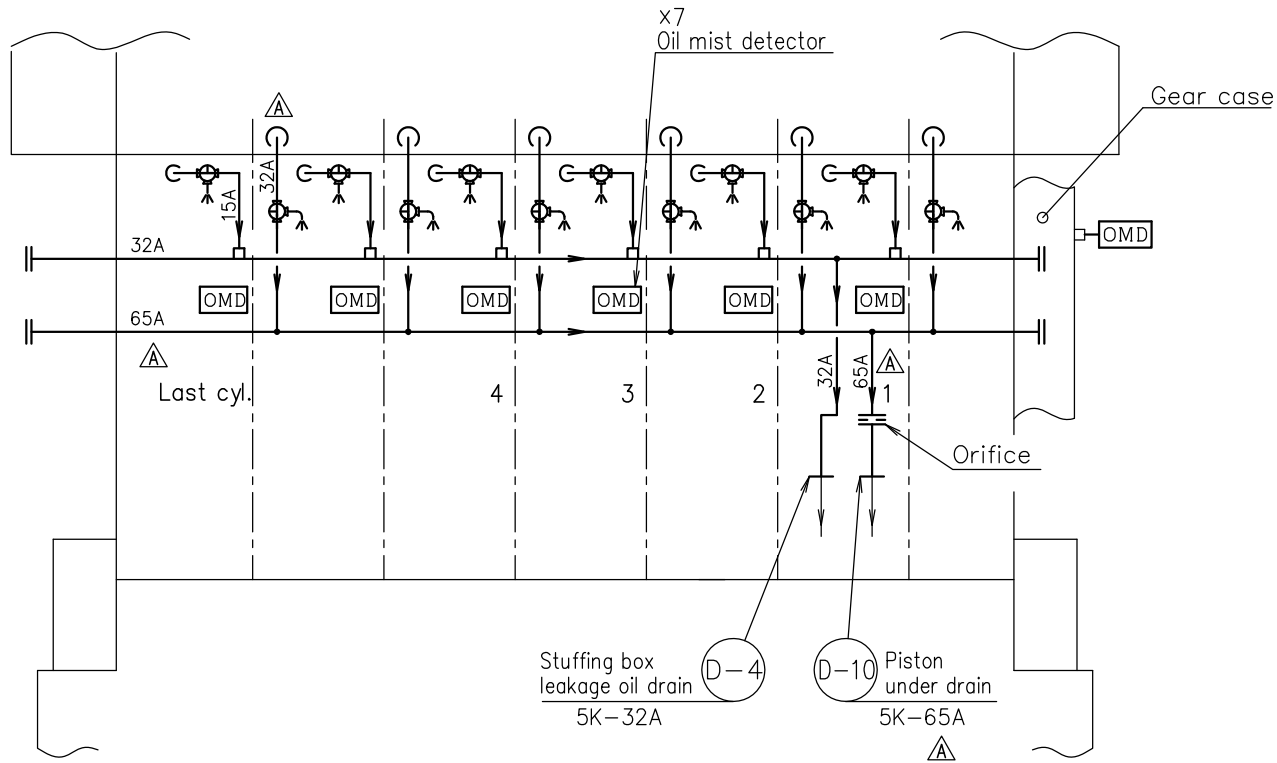 x7
Oil mist detector
Gear case
A
32A
15A
32A
OMD
OMD
OMD
OMD
OMD
OMD
OMD
65A
A
32A
65A
A
Last cyl.
4
3
2
1
Orifice
Stuffing box
leakage oil drain
D-4
5K-32A
D-10
Piston
under drain
5K-65A
A